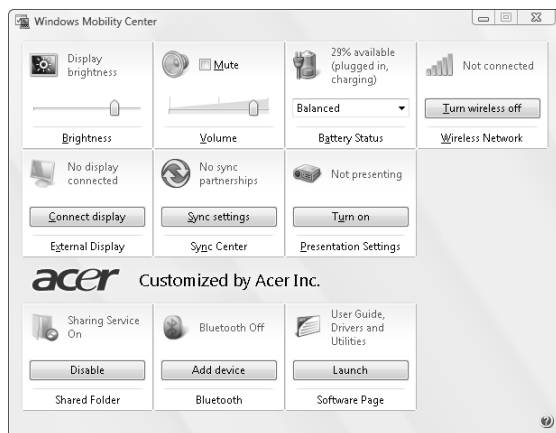 Windows Mobility Center
Display
brightness
Brightness
Mute
Volume
29% available
(plugged in,
charging)
Balanced
Battery Status
Not connected
Turn wireless off
Wireless Network
No display
connected
Connect display
External Display
No sync
partnerships
Sync settings
Sync Center
Not presenting
Turn on
Presentation Settings
acer Customized by Acer Inc.
Sharing Service
On
Disable
Shared Folder
Bluetooth Off
Add device
Bluetooth
User Guide,
Drivers and
Utilities
Launch
Software Page